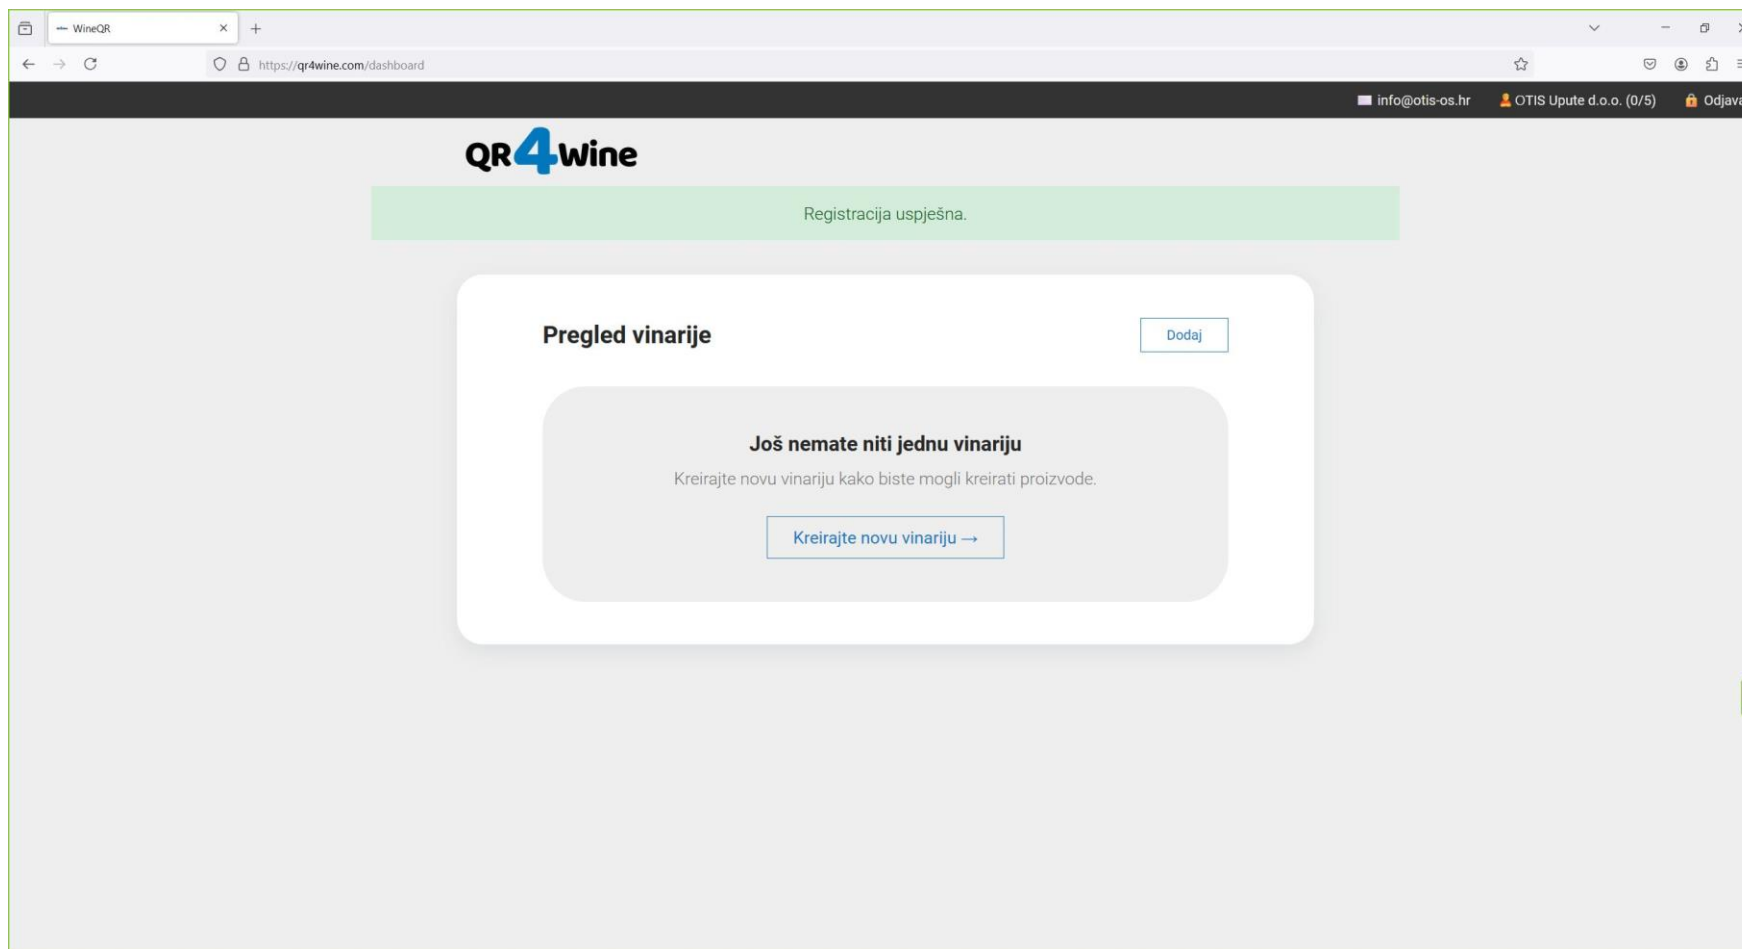 WineQR
https://qr4wine.com/dashboard
info@otis-os.hr OTIS Upute d.o.o. (0/5) Odjava
QR4Wine
Registracija uspješna.
Pregled vinarije
Dodaj
Još nemate niti jednu vinariju
Kreirajte novu vinariju kako biste mogli kreirati proizvode.
Kreirajte novu vinariju →